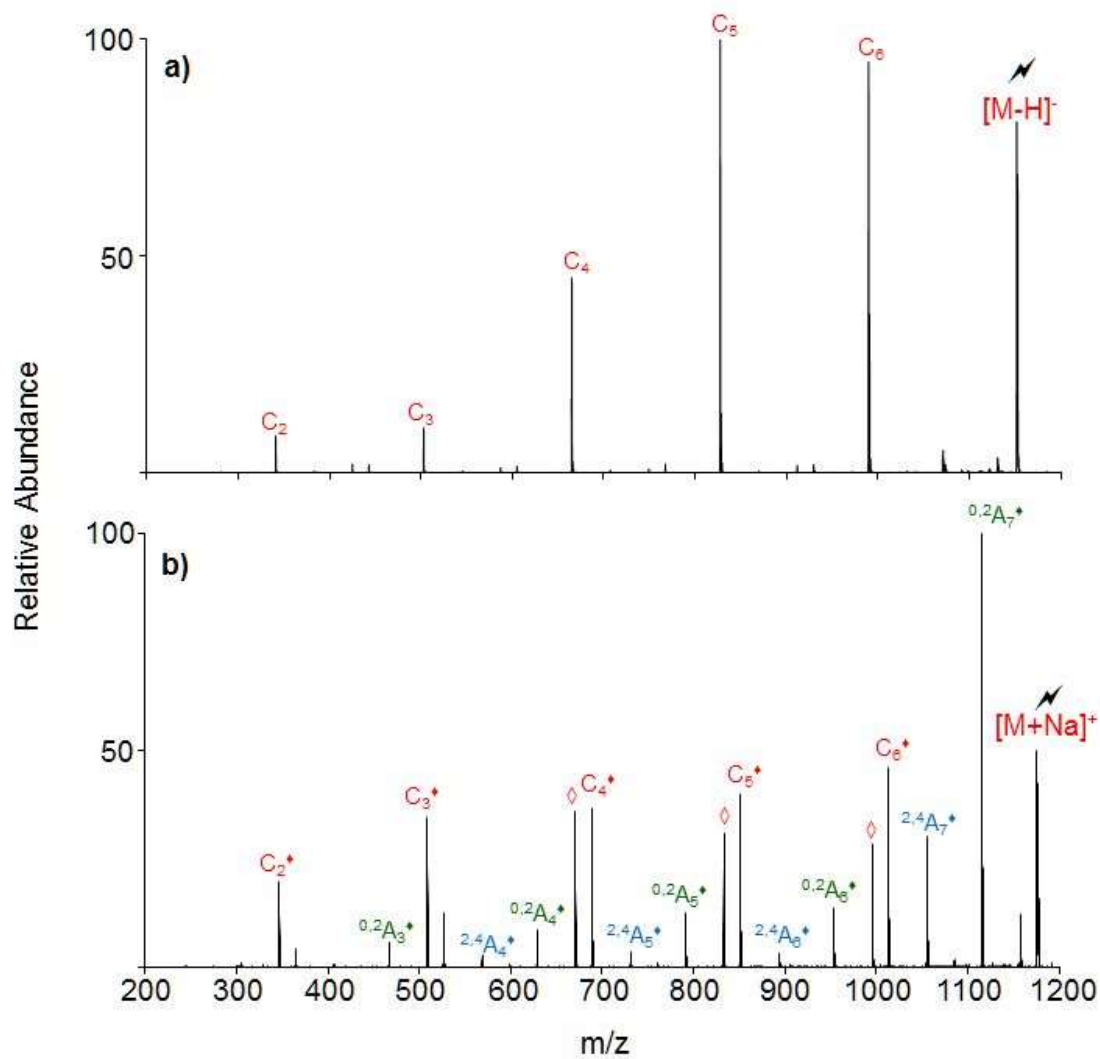 100
a)
C₅
C₆
[M-H]⁻
50
C₄
C₂
C₃
Relative Abundance
100
b)
⁰,²A₇♦
[M+Na]⁺
50
C₂♦
C₃♦
◊
C₄♦
◊
C₅♦
◊
C₆♦
²,⁴A₇♦
⁰,²A₃♦
²,⁴A₄♦
⁰,²A₄♦
²,⁴A₅♦
⁰,²A₅♦
²,⁴A₆♦
⁰,²A₆♦
200 300 400 500 600 700 800 900 1000 1100 1200
m/z